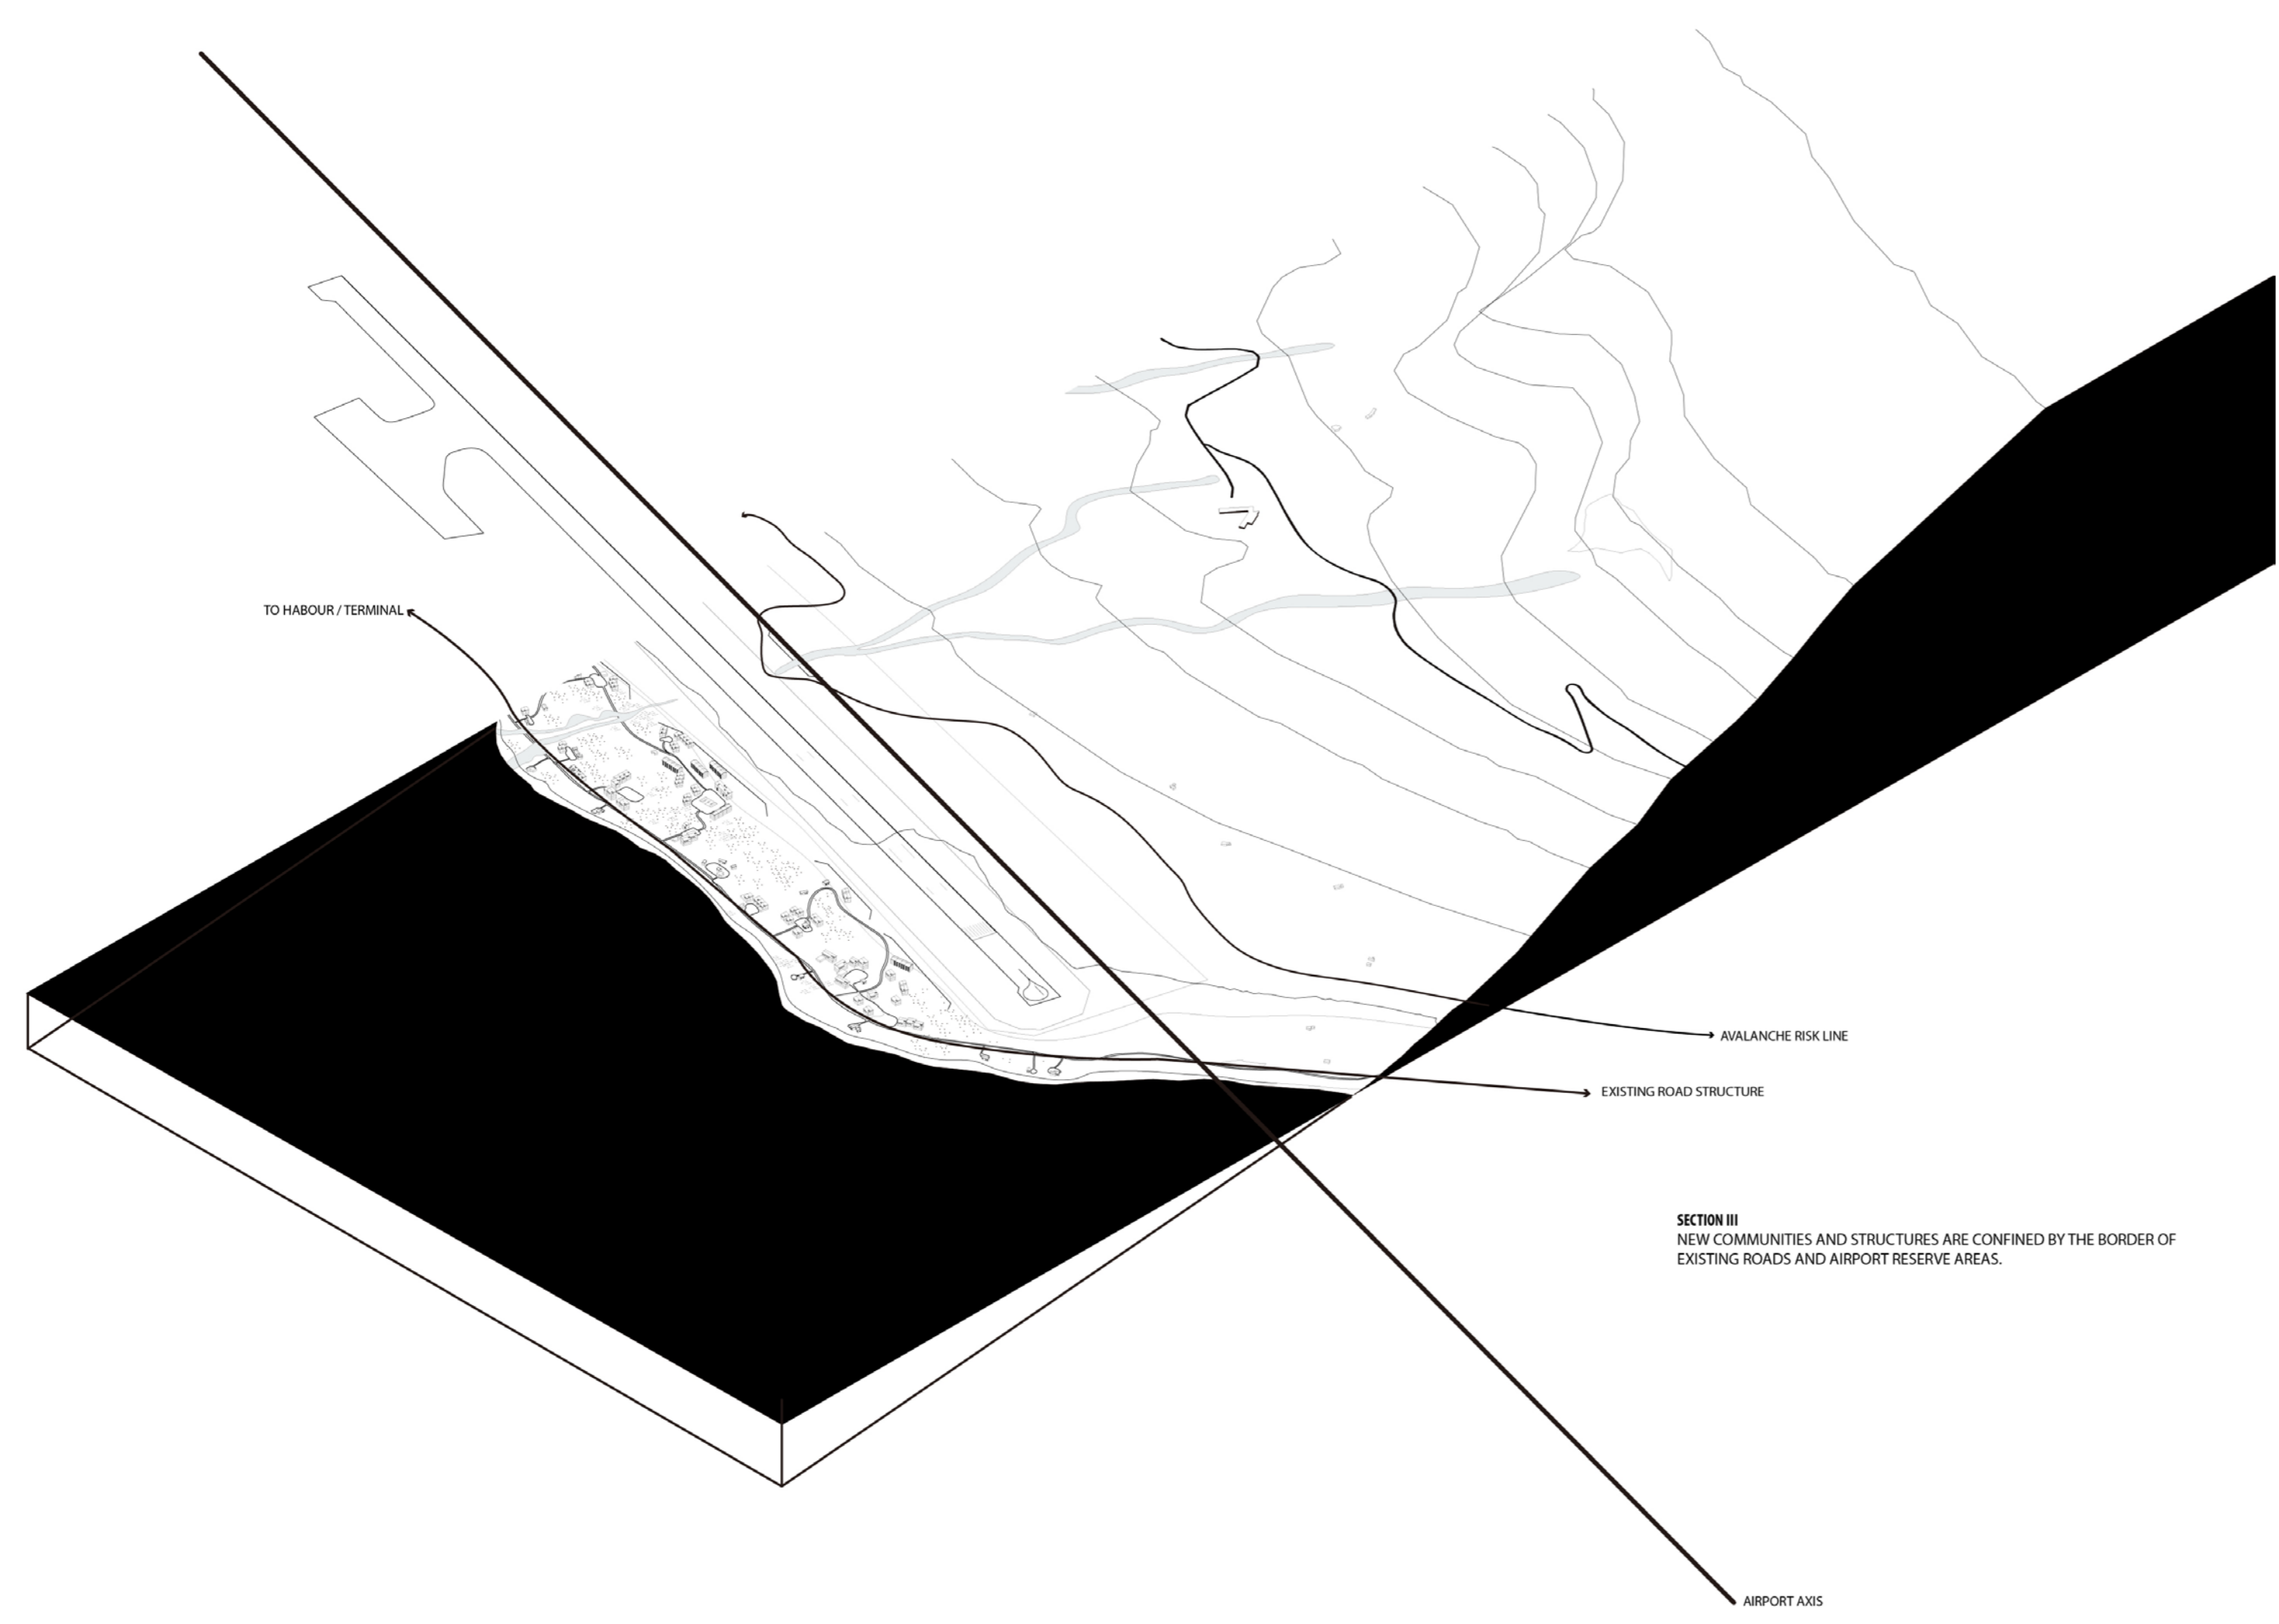 TO HABOUR / TERMINAL
AVALANCHE RISK LINE
EXISTING ROAD STRUCTURE
SECTION III
NEW COMMUNITIES AND STRUCTURES ARE CONFINED BY THE BORDER OF
EXISTING ROADS AND AIRPORT RESERVE AREAS.
AIRPORT AXIS